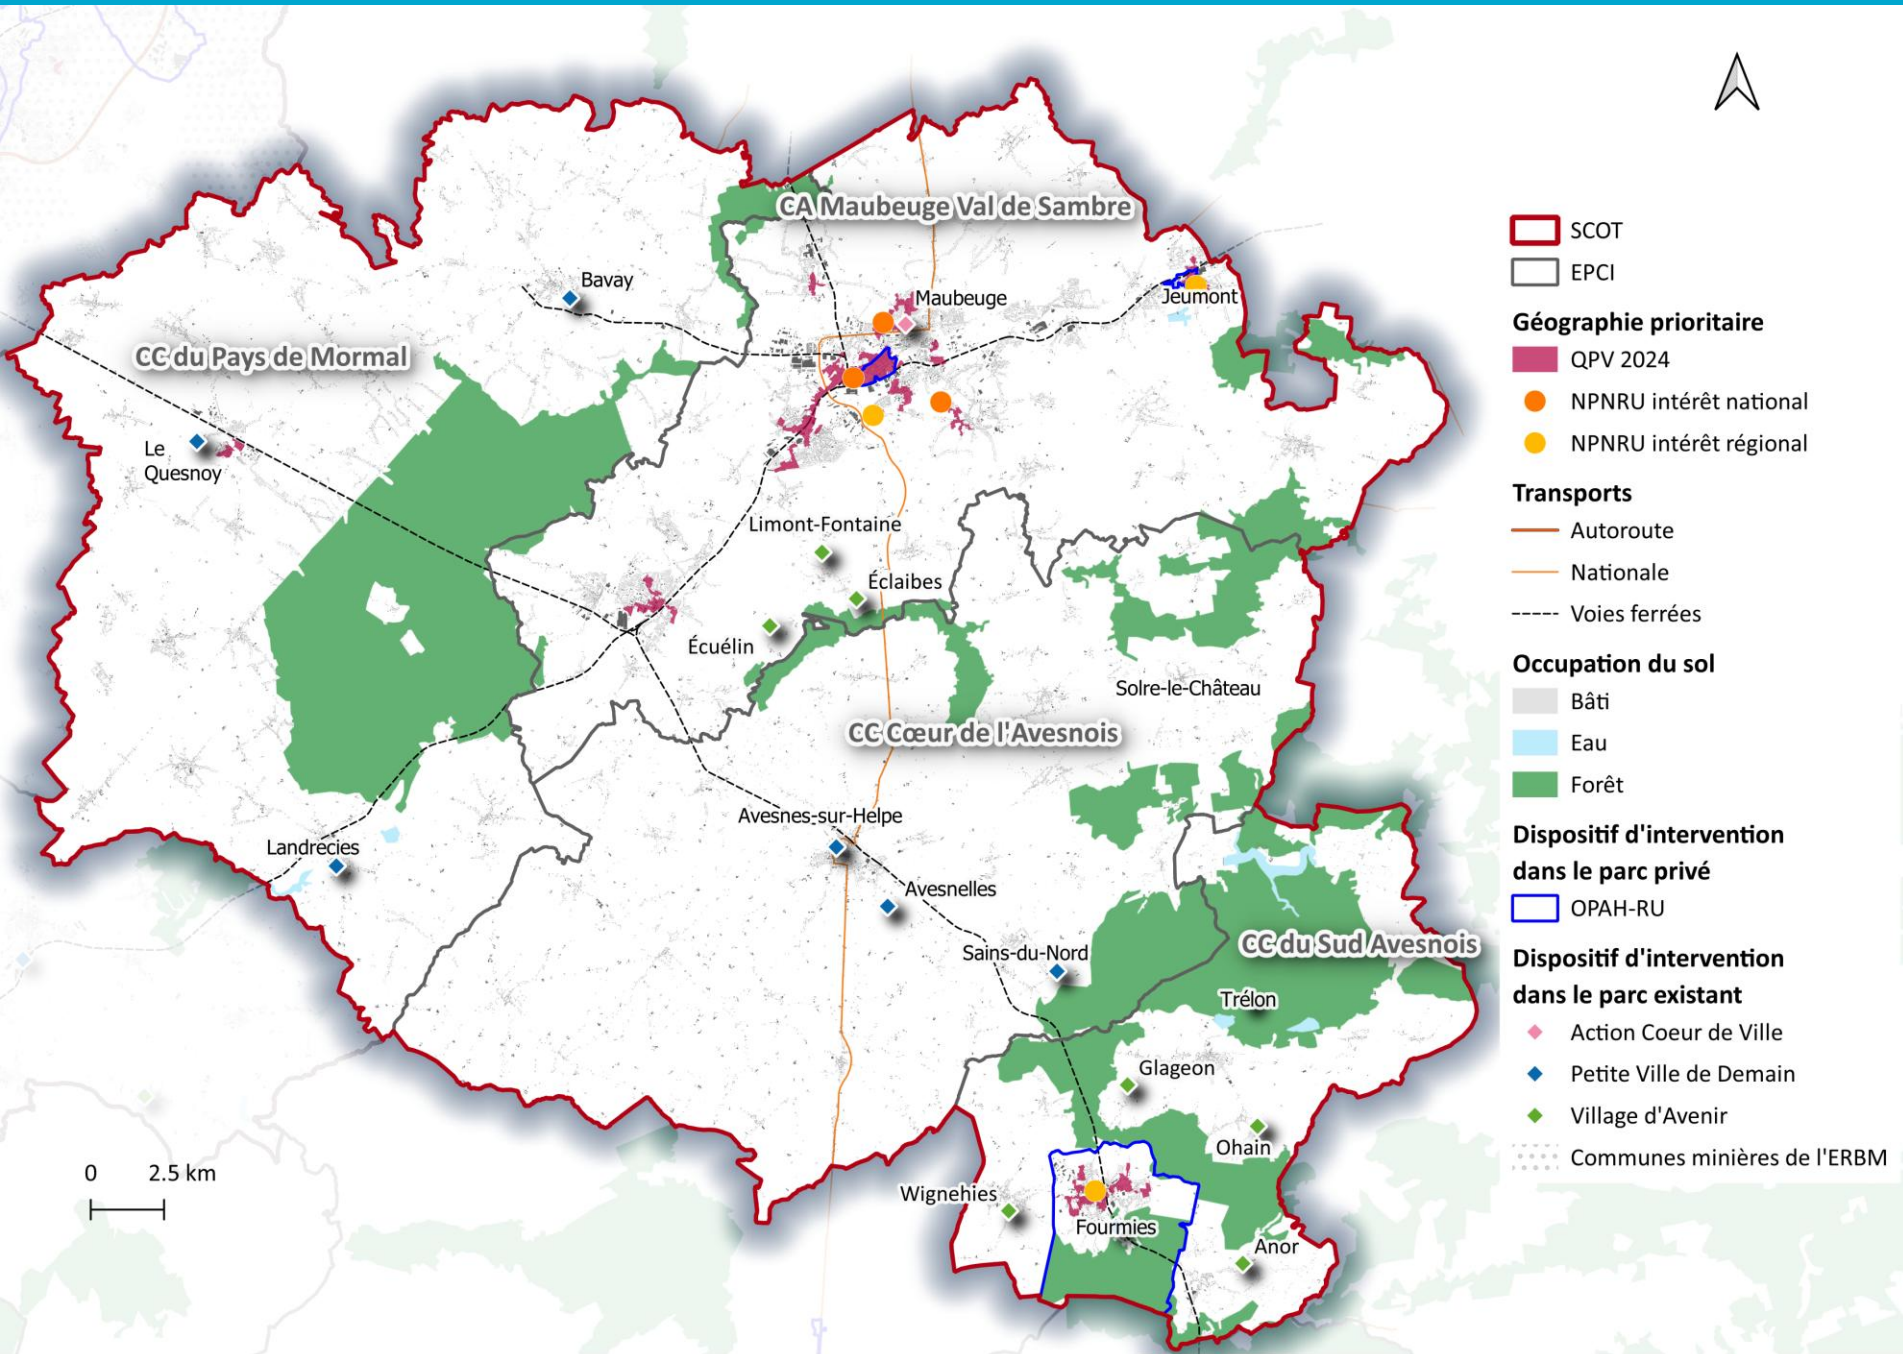 CA Maubeuge Val de Sambre
Bavay
Maubeuge
Jeumont
CC du Pays de Mormal
Le
Quesnoy
Limont-Fontaine
Éclaibes
Écuélin
Solre-le-Château
CC Cœur de l'Avesnois
Avesnes-sur-Helpe
Landrecies
Avesnelles
Sains-du-Nord
CC du Sud Avesnois
Trélon
Glageon
Ohain
Wignehies
Fourmies
Anor
0 2.5 km
SCOT
EPCI
Géographie prioritaire
QPV 2024
NPNRU intérêt national
NPNRU intérêt régional
Transports
Autoroute
Nationale
Voies ferrées
Occupation du sol
Bâti
Eau
Forêt
Dispositif d'intervention
dans le parc privé
OPAH-RU
Dispositif d'intervention
dans le parc existant
Action Coeur de Ville
Petite Ville de Demain
Village d'Avenir
Communes minières de l'ERBM